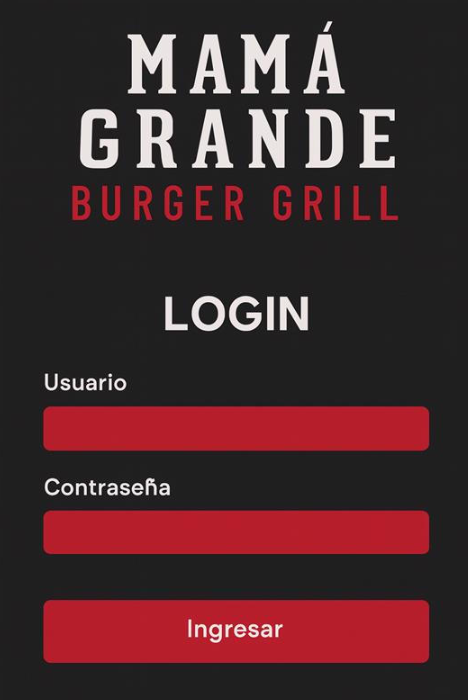 MAMÁ
GRANDE
BURGER GRILL
LOGIN
Usuario
Contraseña
Ingresar